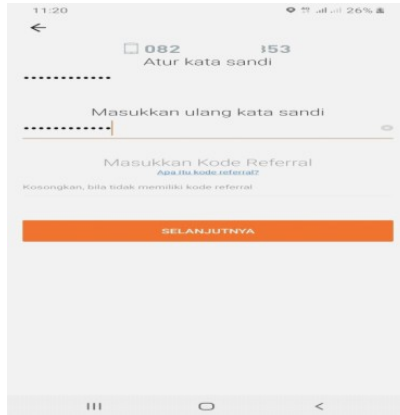 11:20 26%
082 353
Atur kata sandi
Masukkan ulang kata sandi
Masukkan Kode Referral
Apa itu kode referral?
Kosongkan, bila tidak memiliki kode referral
SELANJUTNYA